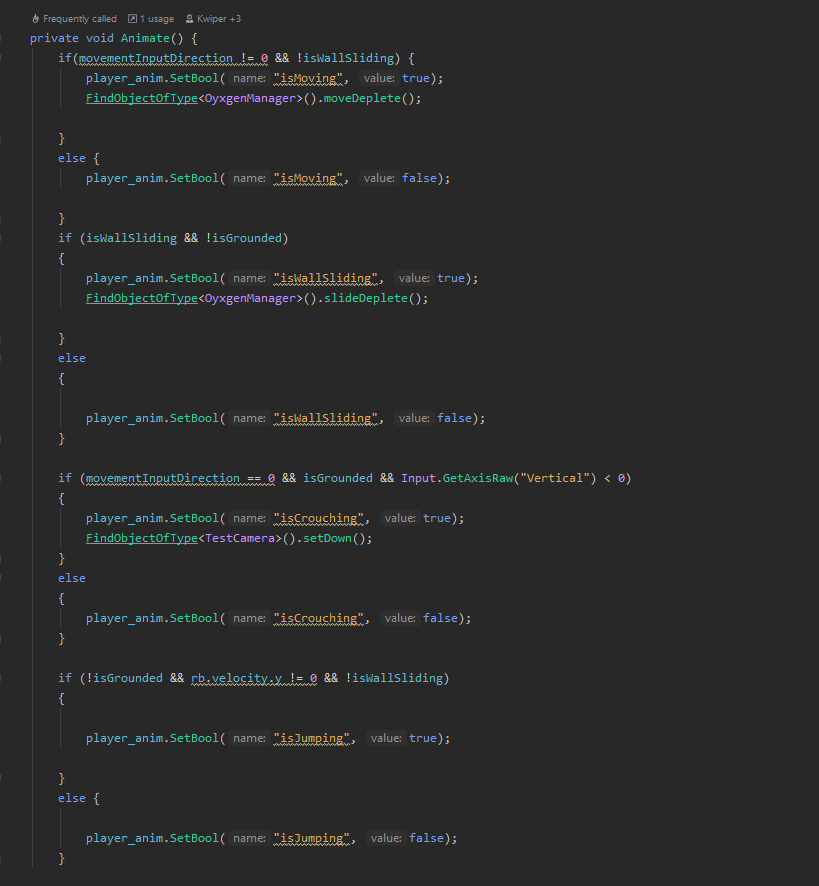 Frequently called 1 usage Kwiper +3
private void Animate() {
if(movementInputDirection != 0 && !isWallSliding) {
player_anim.SetBool( name: "isMoving", value: true);
FindObjectOfType<OyxgenManager>().moveDeplete();
}
else {
player_anim.SetBool( name: "isMoving", value: false);
}
if (isWallSliding && !isGrounded)
{
player_anim.SetBool( name: "isWallSliding", value: true);
FindObjectOfType<OyxgenManager>().slideDeplete();
}
else
{
player_anim.SetBool( name: "isWallSliding", value: false);
}
if (movementInputDirection == 0 && isGrounded && Input.GetAxisRaw("Vertical") < 0)
{
player_anim.SetBool( name: "isCrouching", value: true);
FindObjectOfType<TestCamera>().setDown();
}
else
{
player_anim.SetBool( name: "isCrouching", value: false);
}
if (!isGrounded && rb.velocity.y != 0 && !isWallSliding)
{
player_anim.SetBool( name: "isJumping", value: true);
}
else {
player_anim.SetBool( name: "isJumping", value: false);
}